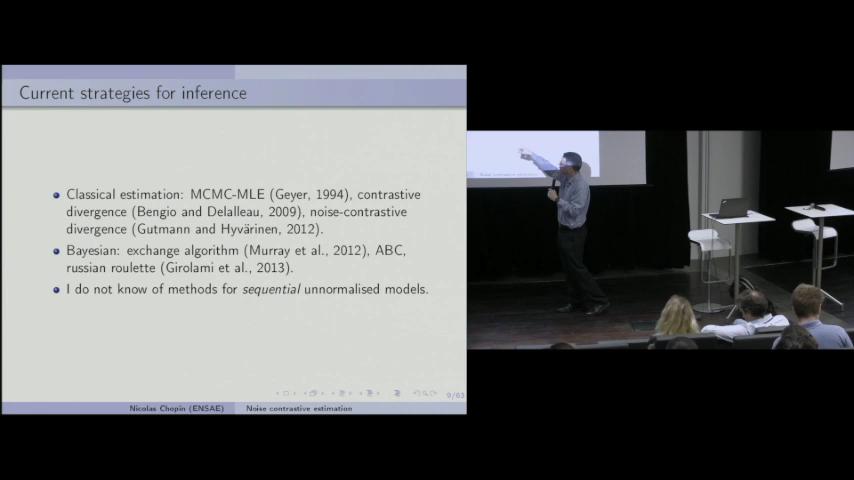 Current strategies for inference
Classical estimation: MCMC-MLE (Geyer, 1994), contrastive
divergence (Bengio and Delalleau, 2009), noise-contrastive
divergence (Gutmann and Hyvärinen, 2012).
Bayesian: exchange algorithm (Murray et al., 2012), ABC,
russian roulette (Girolami et al., 2013).
I do not know of methods for sequential unnormalised models.
9/63
Nicolas Chopin (ENSAE) Noise contrastive estimation